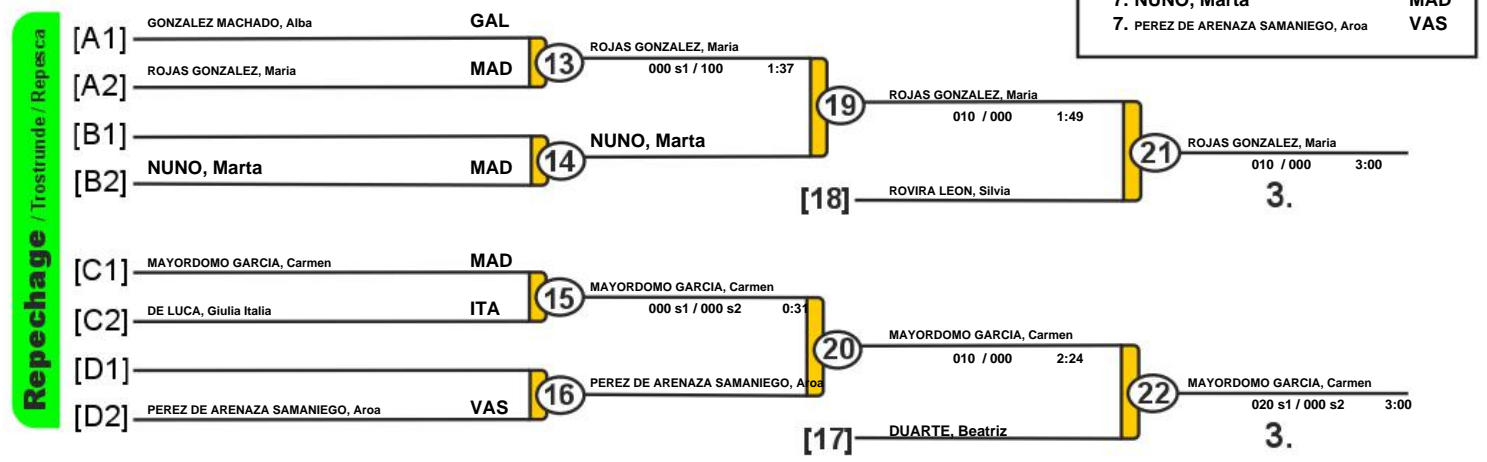 7. NUNO, Marta MAD
7. PEREZ DE ARENAZA SAMANIEGO, Aroa VAS
Repechage / Trostrunde / Repesca
[A1] GONZALEZ MACHADO, Alba GAL
[A2] ROJAS GONZALEZ, Maria MAD
13 ROJAS GONZALEZ, Maria
000 s1 / 100 1:37
[B1]
[B2] NUNO, Marta MAD
14 NUNO, Marta
19 ROJAS GONZALEZ, Maria
010 / 000 1:49
[18] ROVIRA LEON, Silvia
21 ROJAS GONZALEZ, Maria
010 / 000 3:00
3.
[C1] MAYORDOMO GARCIA, Carmen MAD
[C2] DE LUCA, Giulia Italia ITA
15 MAYORDOMO GARCIA, Carmen
000 s1 / 000 s2 0:31
[D1]
[D2] PEREZ DE ARENAZA SAMANIEGO, Aroa VAS
16 PEREZ DE ARENAZA SAMANIEGO, Aroa
20 MAYORDOMO GARCIA, Carmen
010 / 000 2:24
[17] DUARTE, Beatriz
22 MAYORDOMO GARCIA, Carmen
020 s1 / 000 s2 3:00
3.